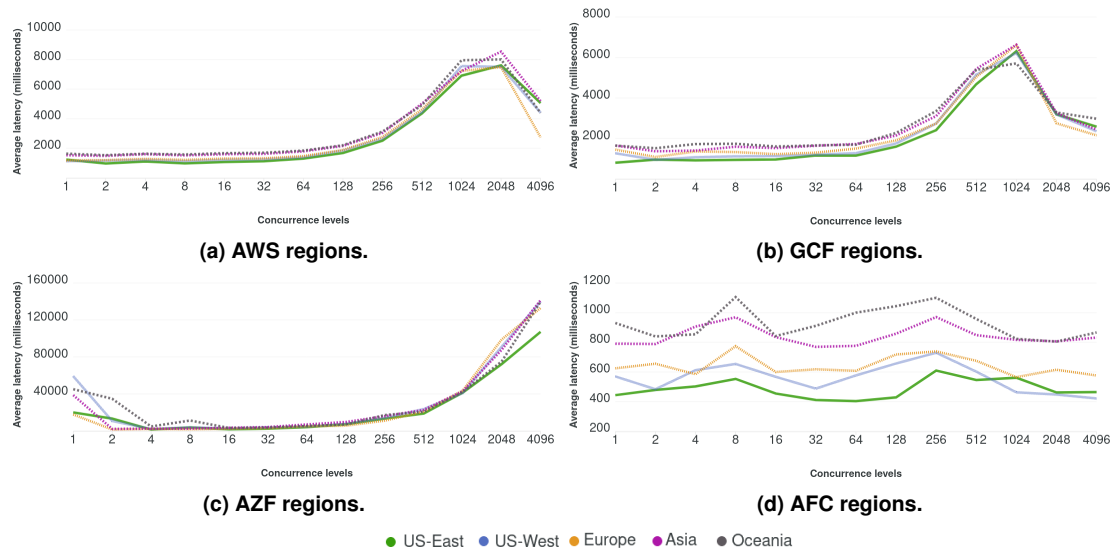 Average latency (milliseconds)
10000
8000
6000
4000
2000
1 2 4 8 16 32 64 128 256 512 1024 2048 4096
Concurrence levels
(a) AWS regions.
Average latency (milliseconds)
8000
6000
4000
2000
1 2 4 8 16 32 64 128 256 512 1024 2048 4096
Concurrence levels
(b) GCF regions.
Average latency (milliseconds)
160000
120000
80000
40000
1 2 4 8 16 32 64 128 256 512 1024 2048 4096
Concurrence levels
(c) AZF regions.
Average latency (milliseconds)
1200
1000
800
600
400
200
1 2 4 8 16 32 64 128 256 512 1024 2048 4096
Concurrence levels
(d) AFC regions.
US-East US-West Europe Asia Oceania